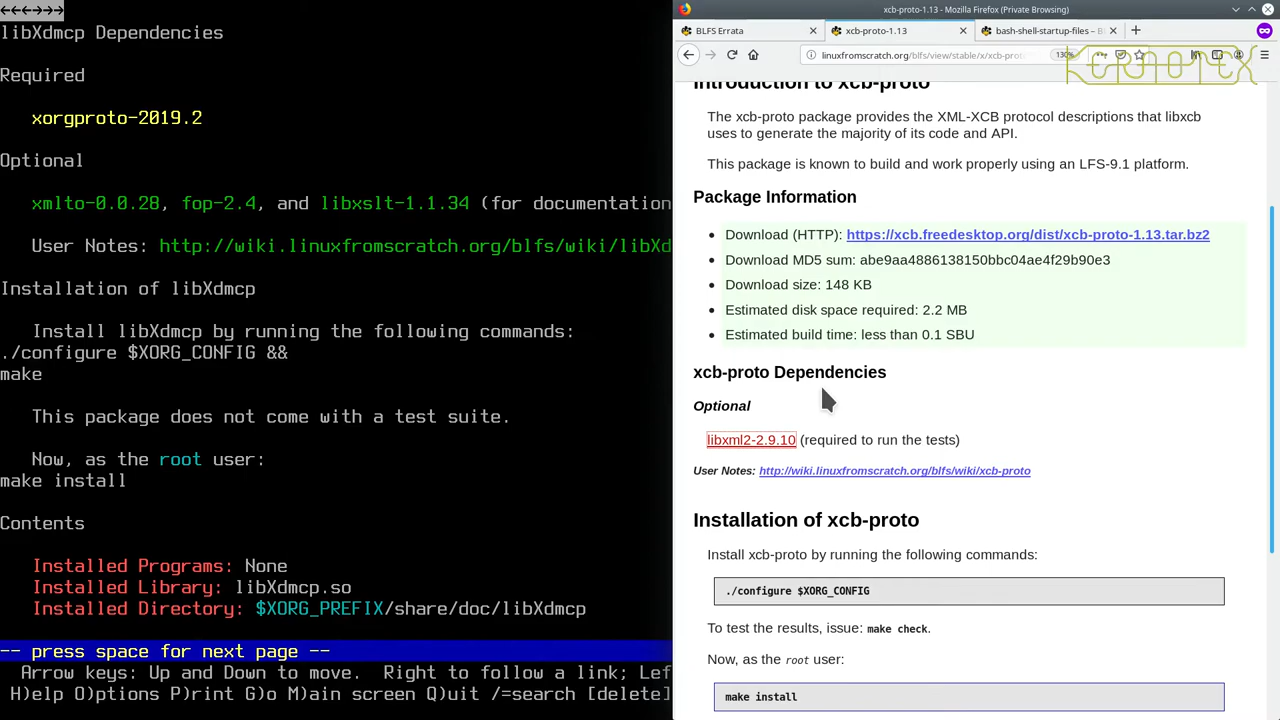 ←←←→→→
libXdmcp Dependencies
Required
xorgproto-2019.2
Optional
xmlto-0.0.28, fop-2.4, and libxslt-1.1.34 (for documentation
User Notes: http://wiki.linuxfromscratch.org/blfs/wiki/libXd
Installation of libXdmcp
Install libXdmcp by running the following commands:
./configure $XORG_CONFIG &&
make
This package does not come with a test suite.
Now, as the root user:
make install
Contents
Installed Programs: None
Installed Library: libXdmcp.so
Installed Directory: $XORG_PREFIX/share/doc/libXdmcp
-- press space for next page --
Arrow keys: Up and Down to move.  Right to follow a link; Lef
H)elp O)ptions P)rint G)o M)ain screen Q)uit /=search [delete]
xcb-proto-1.13 - Mozilla Firefox (Private Browsing)
BLFS Errata
xcb-proto-1.13
bash-shell-startup-files – BL
linuxfromscratch.org/blfs/view/stable/x/xcb-prot
130%
Introduction to xcb-proto
The xcb-proto package provides the XML-XCB protocol descriptions that libxcb
uses to generate the majority of its code and API.
This package is known to build and work properly using an LFS-9.1 platform.
Package Information
• Download (HTTP): https://xcb.freedesktop.org/dist/xcb-proto-1.13.tar.bz2
• Download MD5 sum: abe9aa4886138150bbc04ae4f29b90e3
• Download size: 148 KB
• Estimated disk space required: 2.2 MB
• Estimated build time: less than 0.1 SBU
xcb-proto Dependencies
Optional
libxml2-2.9.10 (required to run the tests)
User Notes: http://wiki.linuxfromscratch.org/blfs/wiki/xcb-proto
Installation of xcb-proto
Install xcb-proto by running the following commands:
./configure $XORG_CONFIG
To test the results, issue: make check.
Now, as the root user:
make install